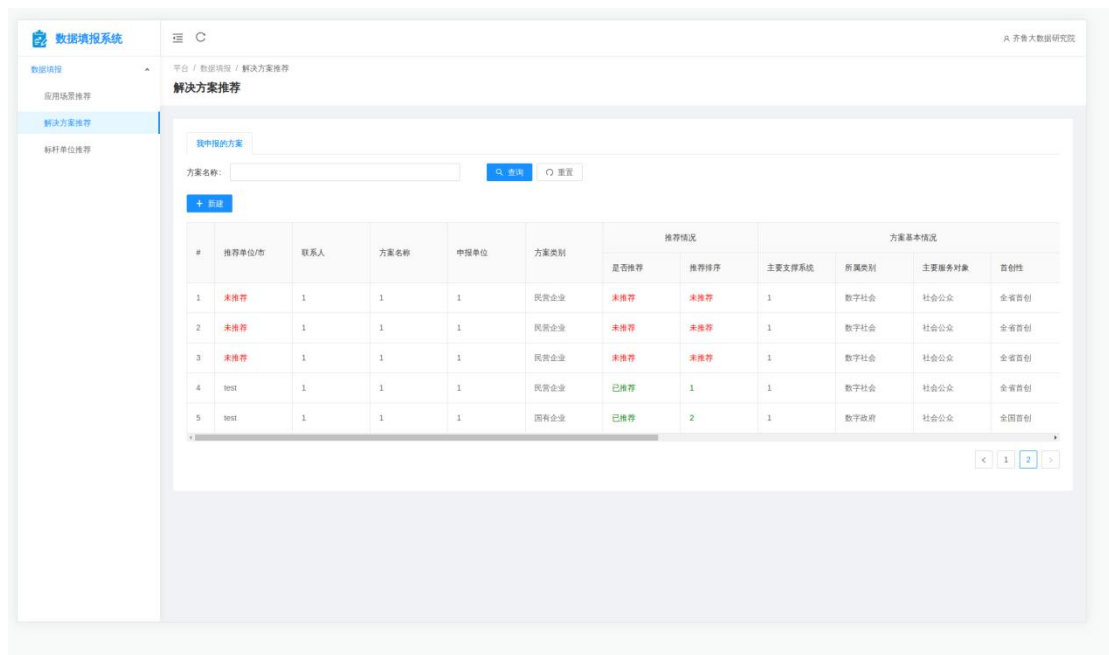 数据填报系统
齐鲁大数据研究院
数据填报
应用场景推荐
解决方案推荐
标杆单位推荐
平台 / 数据填报 / 解决方案推荐
解决方案推荐
我申报的方案
方案名称:
查询
重置
+ 新建
# 推荐单位/市 联系人 方案名称 申报单位 方案类别 推荐情况 方案基本情况
是否推荐 推荐排序 主要支撑系统 所属类别 主要服务对象 首创性
1 未推荐 1 1 1 民营企业 未推荐 未推荐 1 数字社会 社会公众 全省首创
2 未推荐 1 1 1 民营企业 未推荐 未推荐 1 数字社会 社会公众 全省首创
3 未推荐 1 1 1 民营企业 未推荐 未推荐 1 数字社会 社会公众 全省首创
4 test 1 1 1 民营企业 已推荐 1 1 数字社会 社会公众 全省首创
5 test 1 1 1 国有企业 已推荐 2 1 数字政府 社会公众 全国首创
< 1 2 >